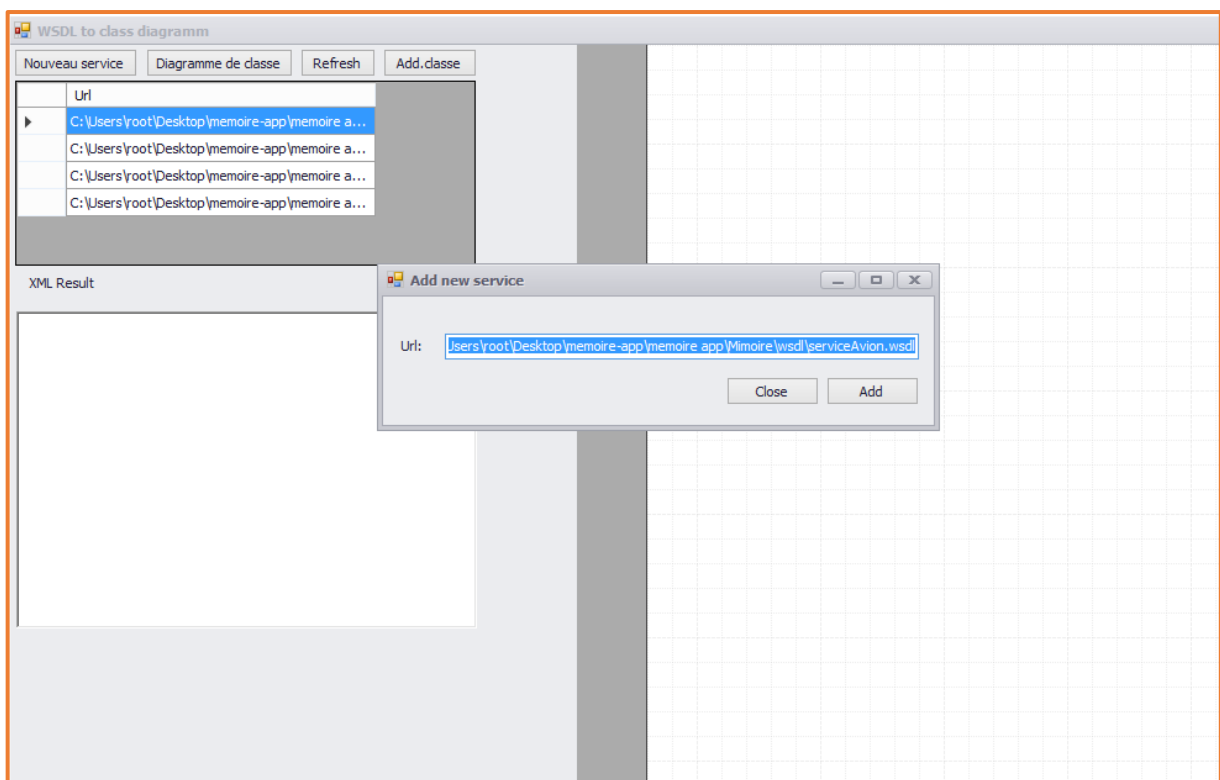 WSDL to class diagramm
Nouveau service Diagramme de classe Refresh Add.classe
Url
C:\Users\root\Desktop\memoire-app\memoire a...
C:\Users\root\Desktop\memoire-app\memoire a...
C:\Users\root\Desktop\memoire-app\memoire a...
C:\Users\root\Desktop\memoire-app\memoire a...
XML Result
Add new service
Url: Users\root\Desktop\memoire-app\memoire app\Mimoire\wsdl\serviceAvion.wsdl
Close Add